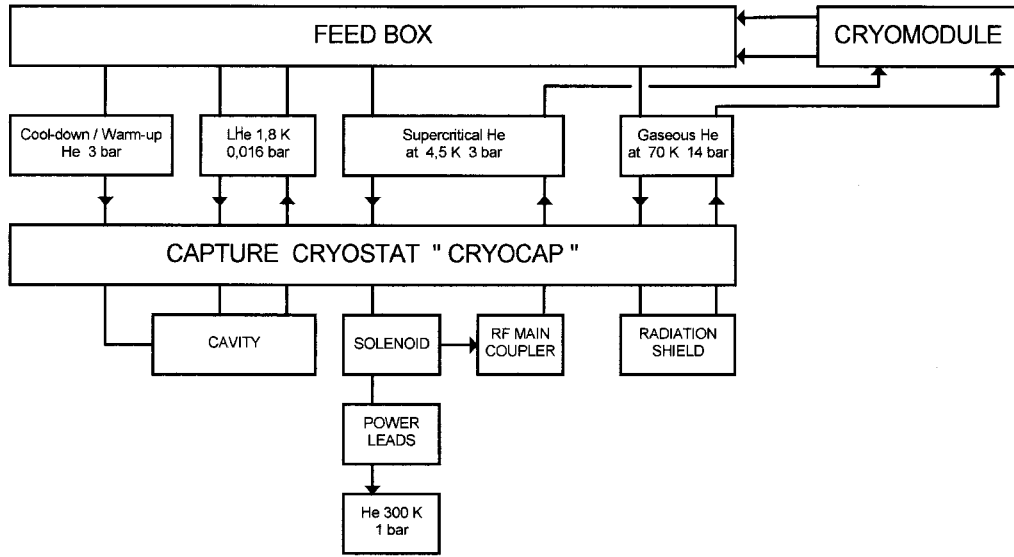 FEED BOX
CRYOMODULE
Cool-down / Warm-up
He 3 bar
LHe 1,8 K
0,016 bar
Supercritical He
at 4,5 K 3 bar
Gaseous He
at 70 K 14 bar
CAPTURE CRYOSTAT " CRYOCAP "
CAVITY
SOLENOID
RF MAIN
COUPLER
RADIATION
SHIELD
POWER
LEADS
He 300 K
1 bar